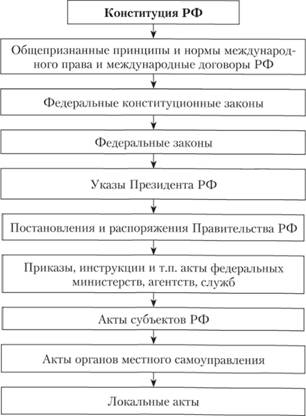 Конституция РФ
Общепризнанные принципы и нормы международ-
ного права и международные договоры РФ
Федеральные конституционные законы
Федеральные законы
Указы Президента РФ
Постановления и распоряжения Правительства РФ
Приказы, инструкции и т.п. акты федеральных
министерств, агентств, служб
Акты субъектов РФ
Акты органов местного самоуправления
Локальные акты